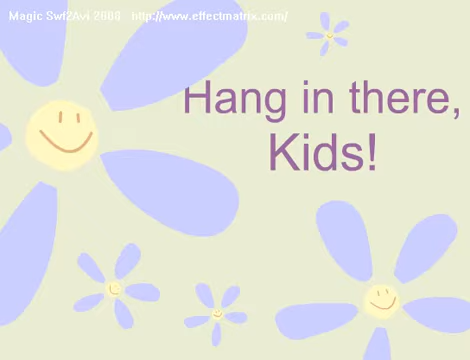 Magic Swf2Avi 2008 http://www.effectmatrix.com/
Hang in there,
Kids!